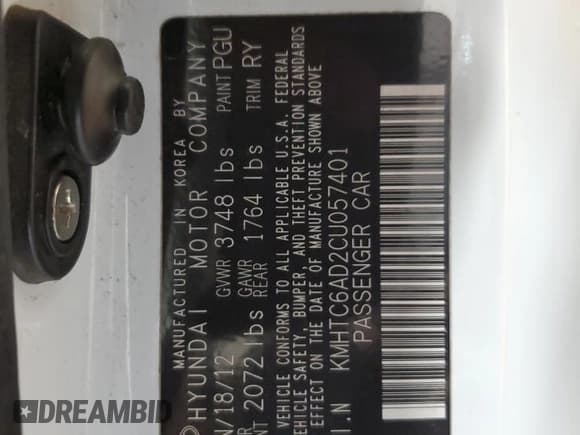 MANUFACTURED IN KOREA BY
HYUNDAI MOTOR COMPANY
N/18/12 GVWR 3748 lbs PAINT PGU
NT 2072 lbs GAWR REAR 1764 lbs TRIM RY
VEHICLE CONFORMS TO ALL APPLICABLE U.S.A. FEDERAL
VEHICLE SAFETY, BUMPER, AND THEFT PREVENTION STANDARDS
EFFECT ON THE DATE OF MANUFACTURE SHOWN ABOVE
I.N KMHTC6AD2CU057401
PASSENGER CAR
DREAMBID